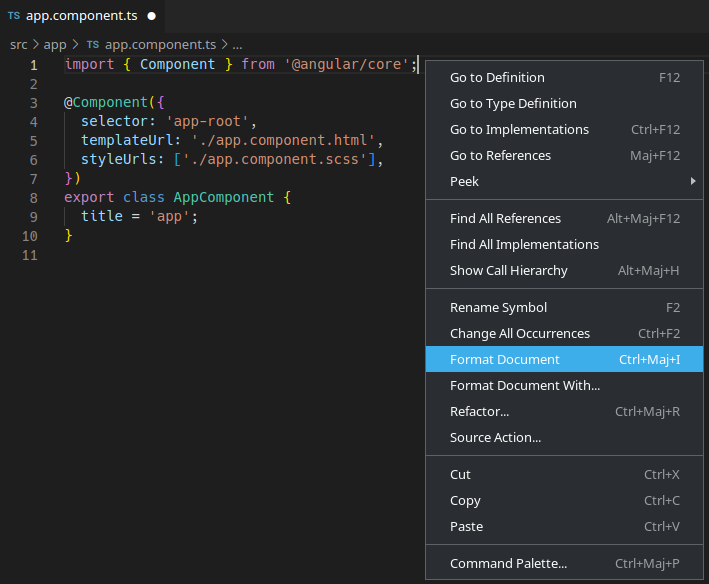 TS app.component.ts
src > app > TS app.component.ts > ...
1 import { Component } from '@angular/core';
2
3 @Component({
4 selector: 'app-root',
5 templateUrl: './app.component.html',
6 styleUrls: ['./app.component.scss'],
7 })
8 export class AppComponent {
9 title = 'app';
10 }
11
Go to Definition F12
Go to Type Definition
Go to Implementations Ctrl+F12
Go to References Maj+F12
Peek
Find All References Alt+Maj+F12
Find All Implementations
Show Call Hierarchy Alt+Maj+H
Rename Symbol F2
Change All Occurrences Ctrl+F2
Format Document Ctrl+Maj+I
Format Document With...
Refactor... Ctrl+Maj+R
Source Action...
Cut Ctrl+X
Copy Ctrl+C
Paste Ctrl+V
Command Palette... Ctrl+Maj+P